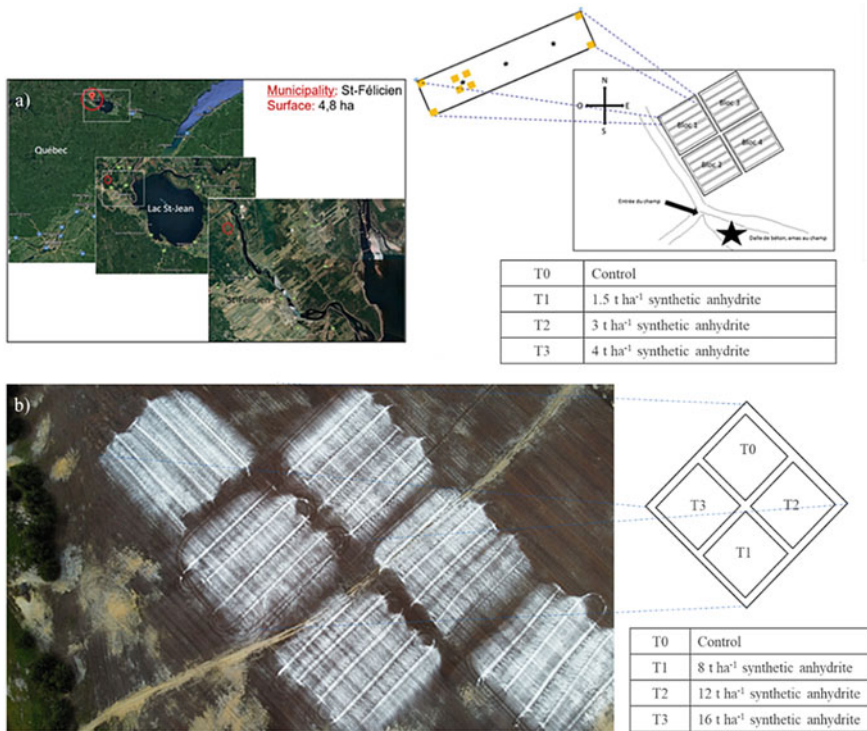 a)
Municipality: St-Félicien
Surface: 4,8 ha
Québec
Lac St-Jean
St-Félicien
N
O E
S
Bloc 1
Bloc 3
Bloc 2
Bloc 4
Entrée du champ
Dalle de béton, amas au champ
T0 Control
T1 1.5 t ha⁻¹ synthetic anhydrite
T2 3 t ha⁻¹ synthetic anhydrite
T3 4 t ha⁻¹ synthetic anhydrite
b)
T0
T3 T2
T1
T0 Control
T1 8 t ha⁻¹ synthetic anhydrite
T2 12 t ha⁻¹ synthetic anhydrite
T3 16 t ha⁻¹ synthetic anhydrite